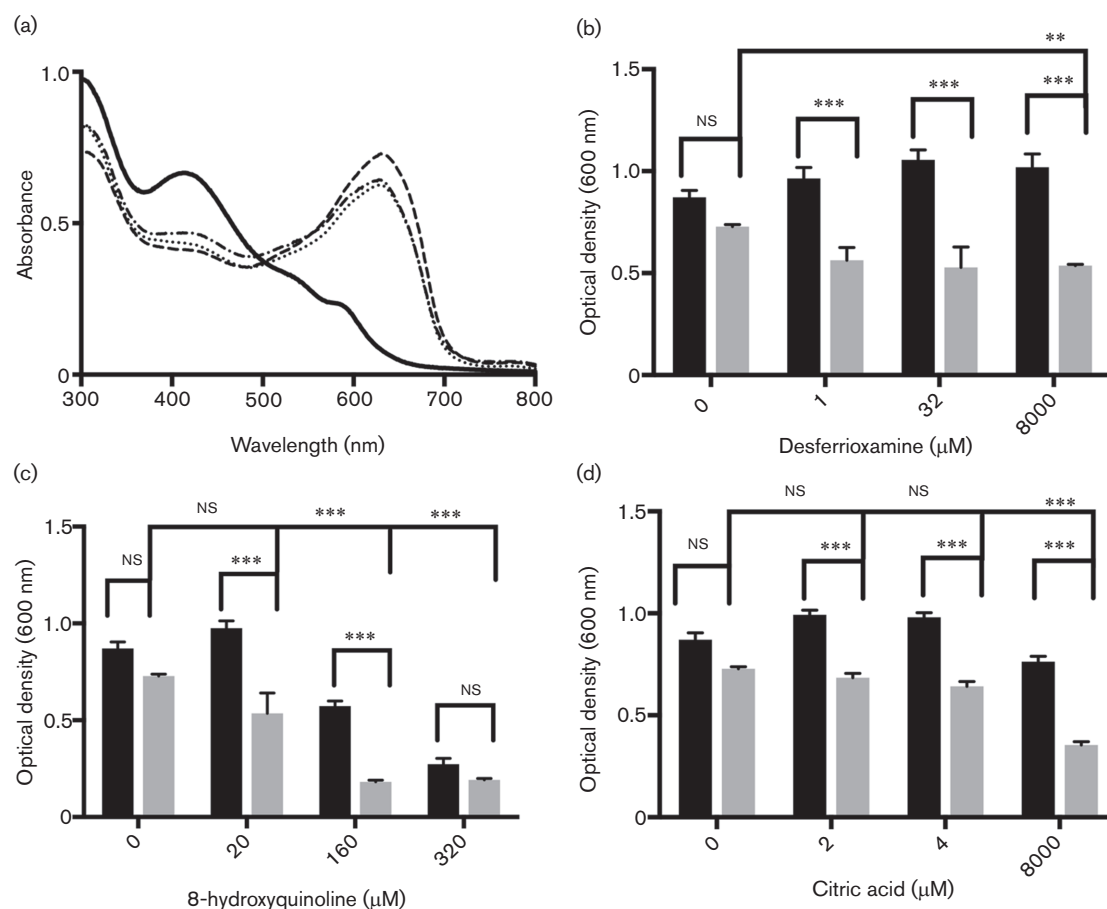 (a)
1.0
0.5
0
Absorbance
300 400 500 600 700 800
Wavelength (nm)
(b)
**
1.5
NS *** *** ***
1.0
0.5
0
Optical density (600 nm)
0 1 32 8000
Desferrioxamine (μM)
(c)
NS *** ***
1.5
NS ***
1.0
***
NS
0.5
0
Optical density (600 nm)
0 20 160 320
8-hydroxyquinoline (μM)
(d)
NS NS ***
1.5
NS *** *** ***
1.0
0.5
0
Optical density (600 nm)
0 2 4 8000
Citric acid (μM)